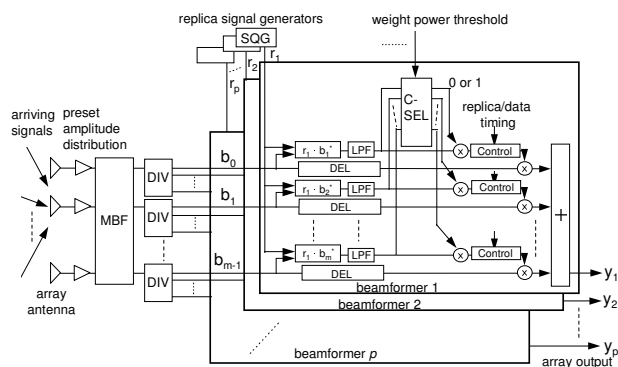 replica signal generators
SQG
weight power threshold
r1
r2
rp
0 or 1
C-
SEL
arriving
signals
preset
amplitude
distribution
replica/data
timing
b0
r1 · b1*
LPF
x
Control
DEL
x
MBF
DIV
b1
r1 · b2*
LPF
x
Control
DEL
x
DIV
+
bm-1
r1 · bm*
LPF
x
Control
DEL
x
DIV
array
antenna
beamformer 1
y1
beamformer 2
y2
beamformer p
yp
array output